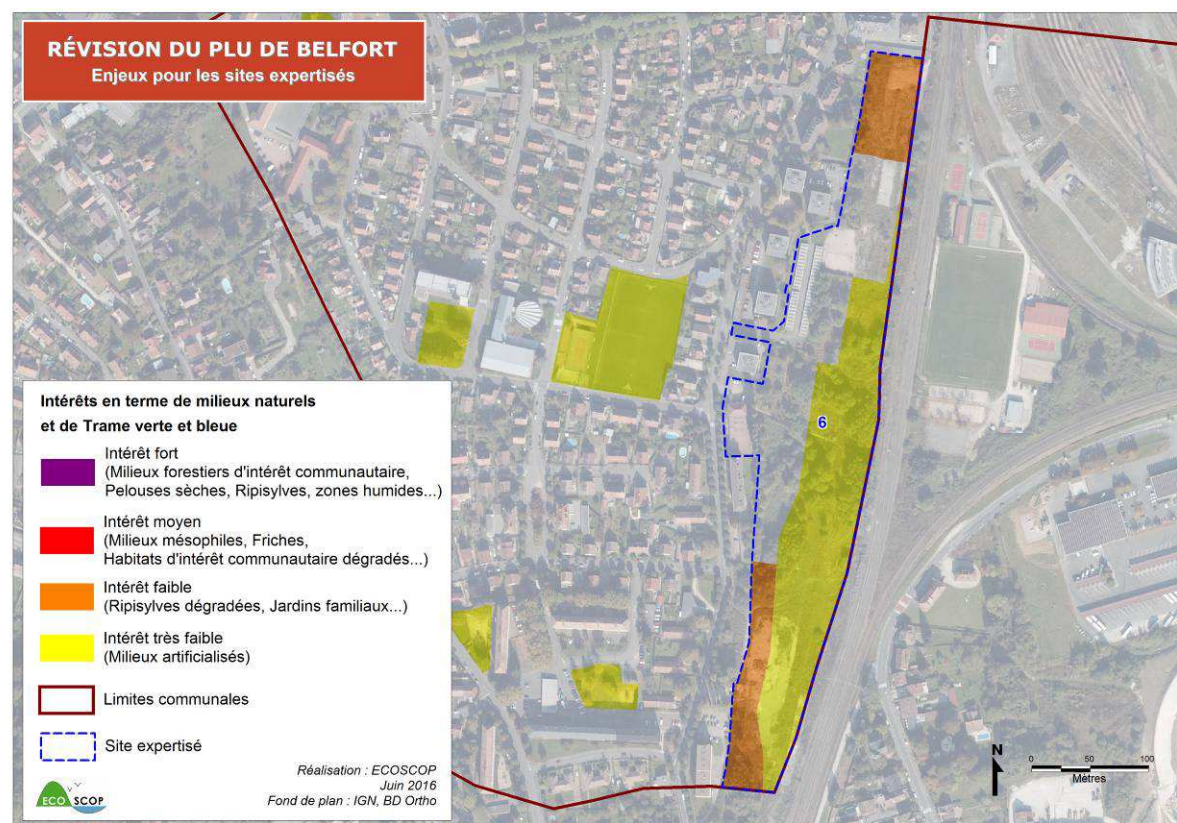 RÉVISION DU PLU DE BELFORT
Enjeux pour les sites expertisés
6
Intérêts en terme de milieux naturels
et de Trame verte et bleue
Intérêt fort
(Milieux forestiers d'intérêt communautaire,
Pelouses sèches, Ripisylves, zones humides...)
Intérêt moyen
(Milieux mésophiles, Friches,
Habitats d'intérêt communautaire dégradés...)
Intérêt faible
(Ripisylves dégradées, Jardins familiaux...)
Intérêt très faible
(Milieux artificialisés)
Limites communales
Site expertisé
Réalisation : ECOSCOP
Juin 2016
Fond de plan : IGN, BD Ortho
ECO SCOP
N
0 50 100
Mètres